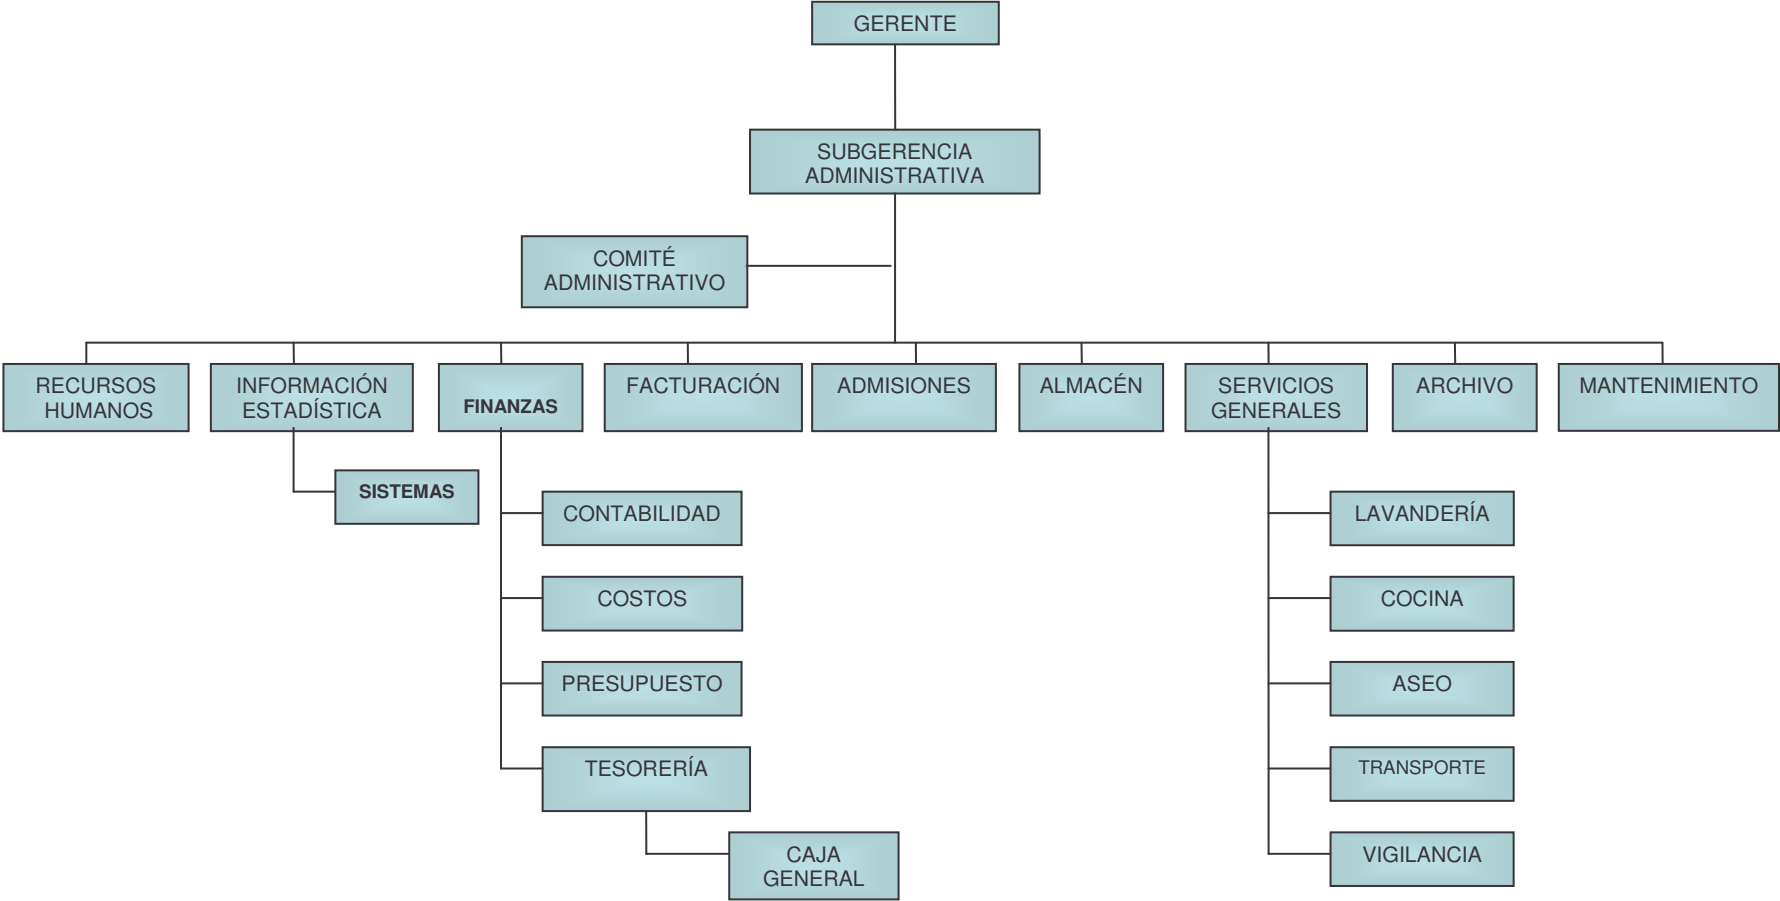 GERENTE
SUBGERENCIA
ADMINISTRATIVA
COMITÉ
ADMINISTRATIVO
RECURSOS
HUMANOS
INFORMACIÓN
ESTADÍSTICA
FINANZAS
FACTURACIÓN
ADMISIONES
ALMACÉN
SERVICIOS
GENERALES
ARCHIVO
MANTENIMIENTO
SISTEMAS
CONTABILIDAD
COSTOS
PRESUPUESTO
TESORERÍA
CAJA
GENERAL
LAVANDERÍA
COCINA
ASEO
TRANSPORTE
VIGILANCIA